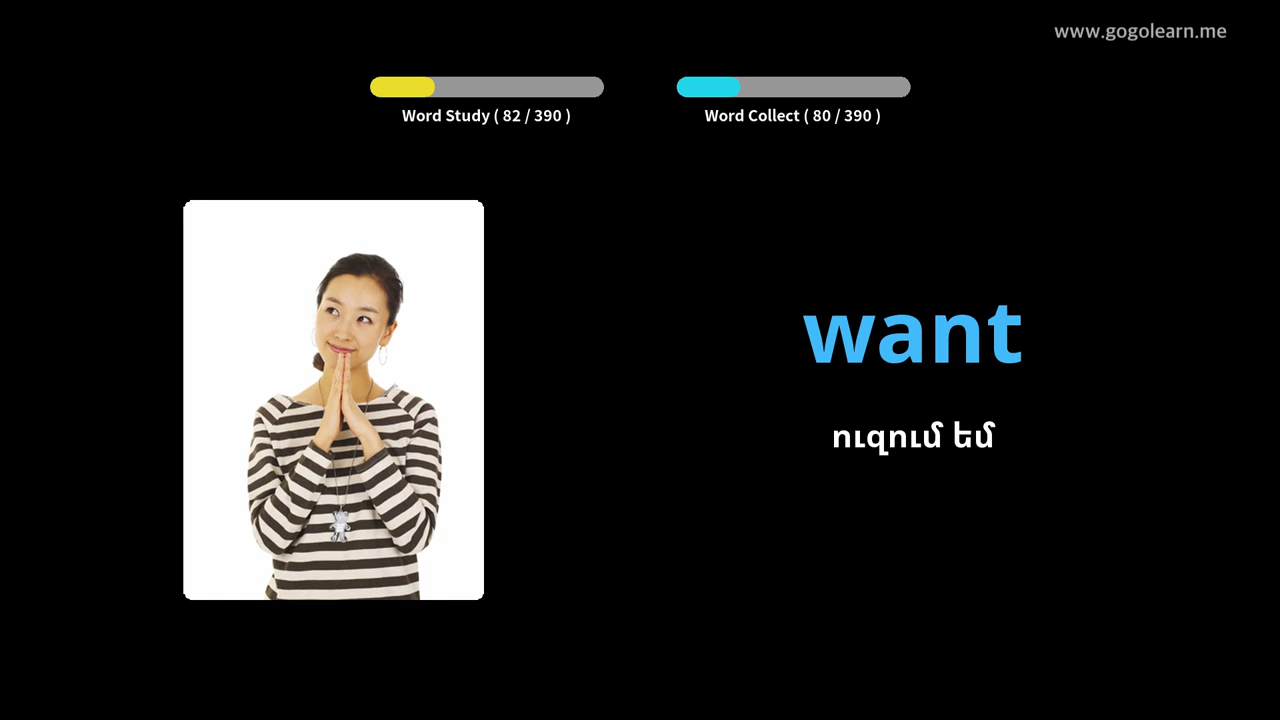 www.gogolearn.me
Word Study ( 82 / 390 )
Word Collect ( 80 / 390 )
want
ուզում եմ